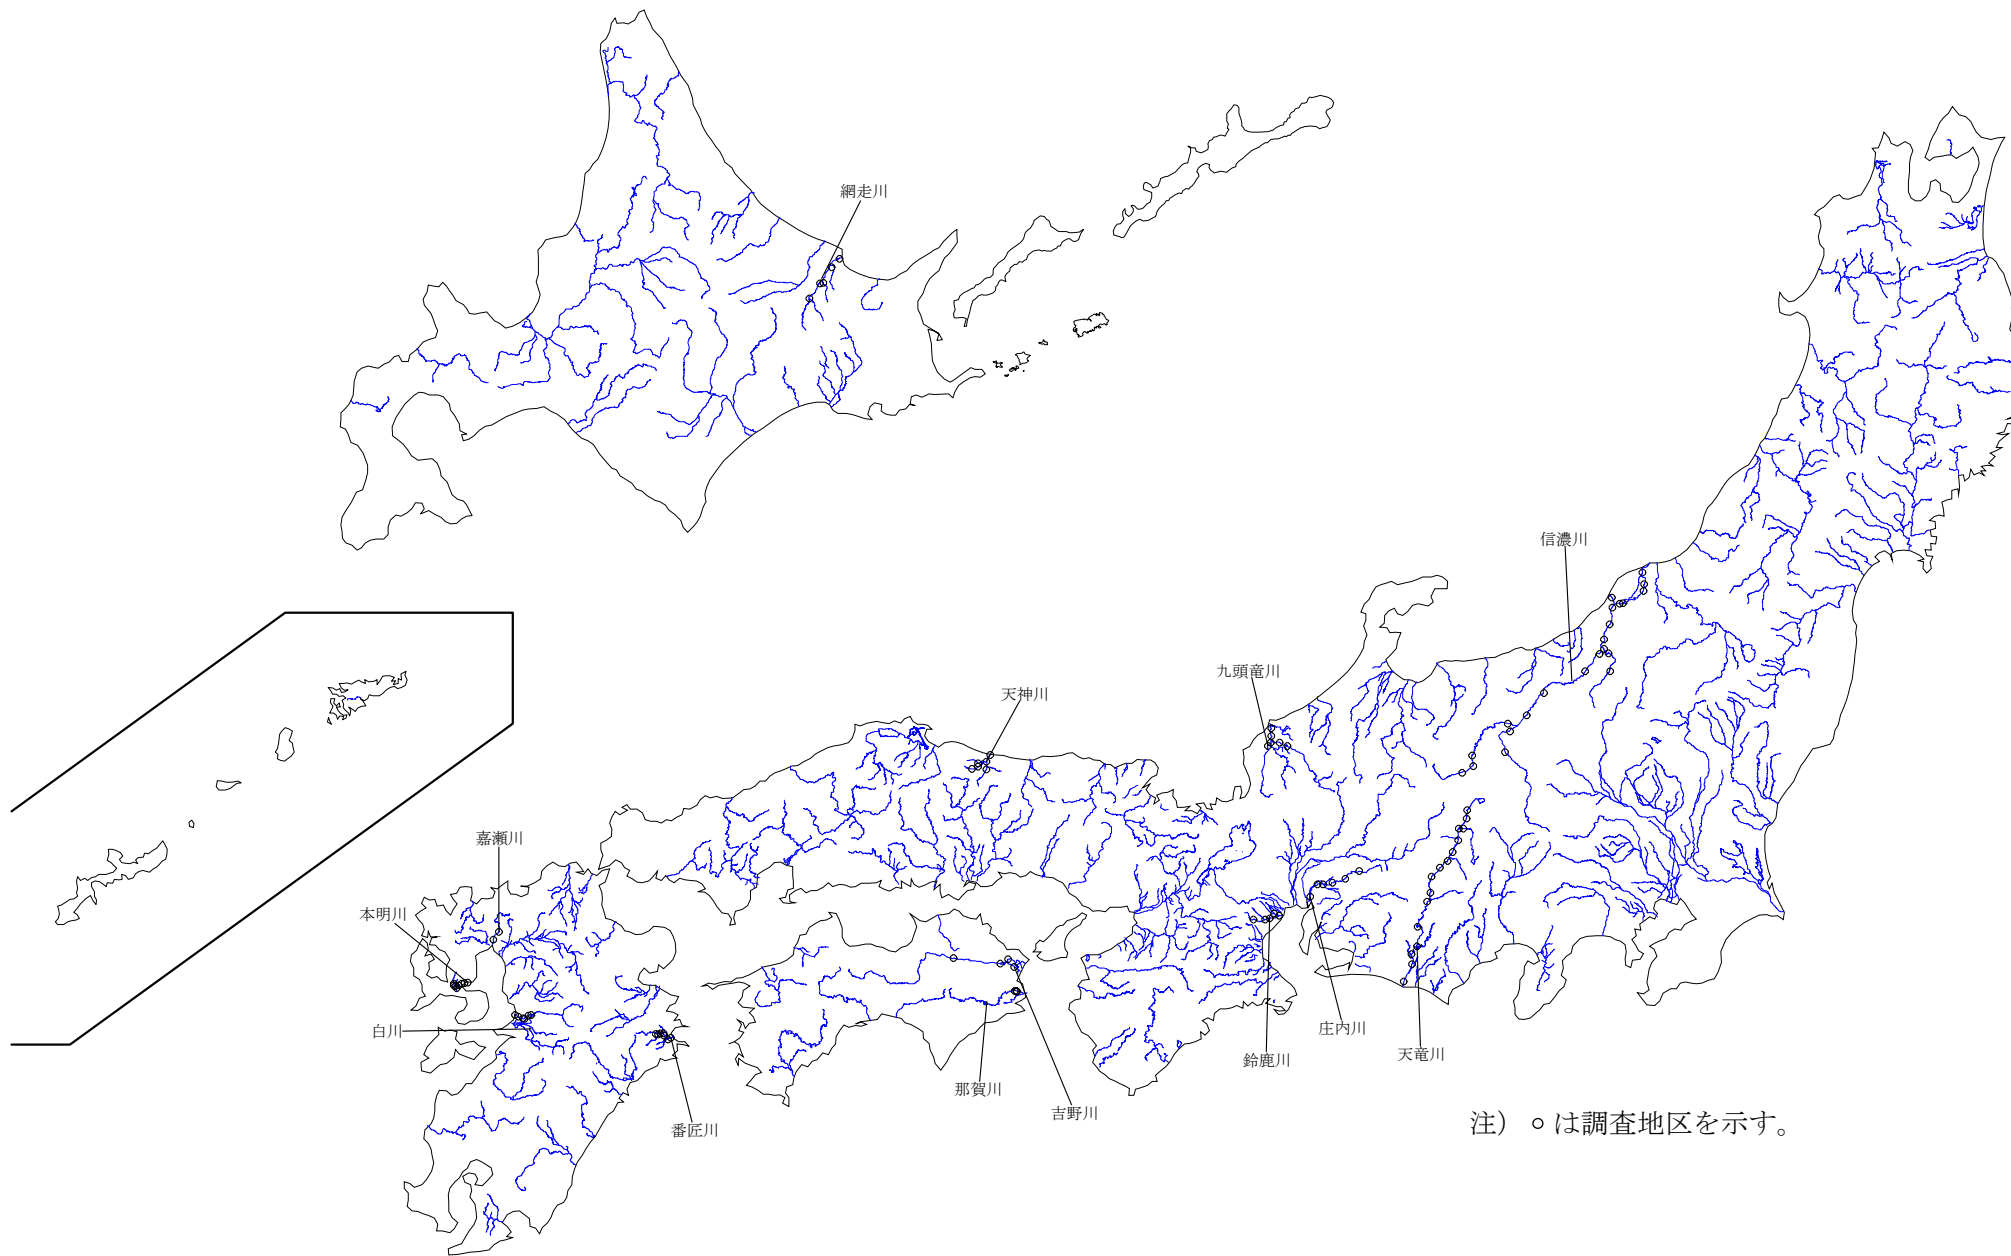 網走川
信濃川
九頭竜川
天神川
嘉瀬川
本明川
白川
庄内川
天竜川
鈴鹿川
那賀川
吉野川
番匠川
注）○は調査地区を示す。